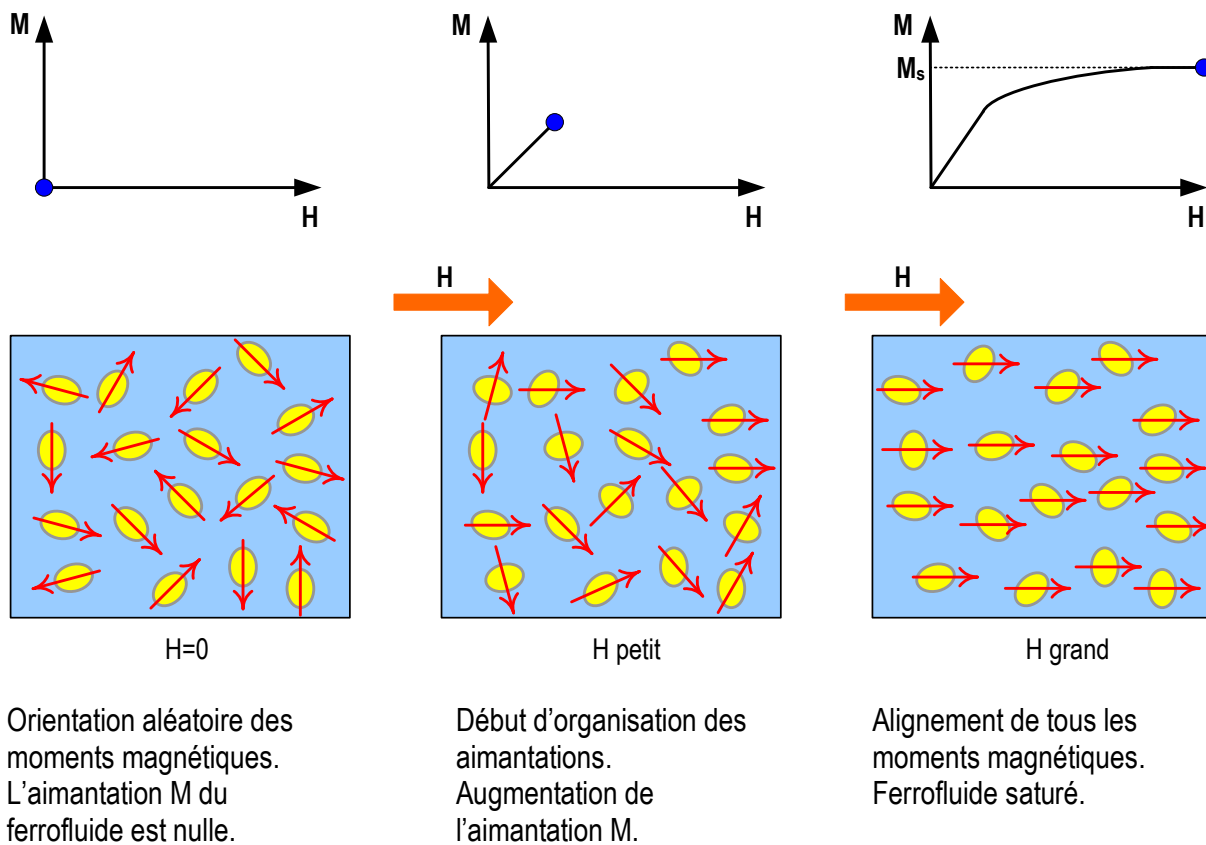 M
H
M
H
M
Ms
H
H
H
H=0
H petit
H grand
Orientation aléatoire des
moments magnétiques.
L’aimantation M du
ferrofluide est nulle.
Début d’organisation des
aimantations.
Augmentation de
l’aimantation M.
Alignement de tous les
moments magnétiques.
Ferrofluide saturé.